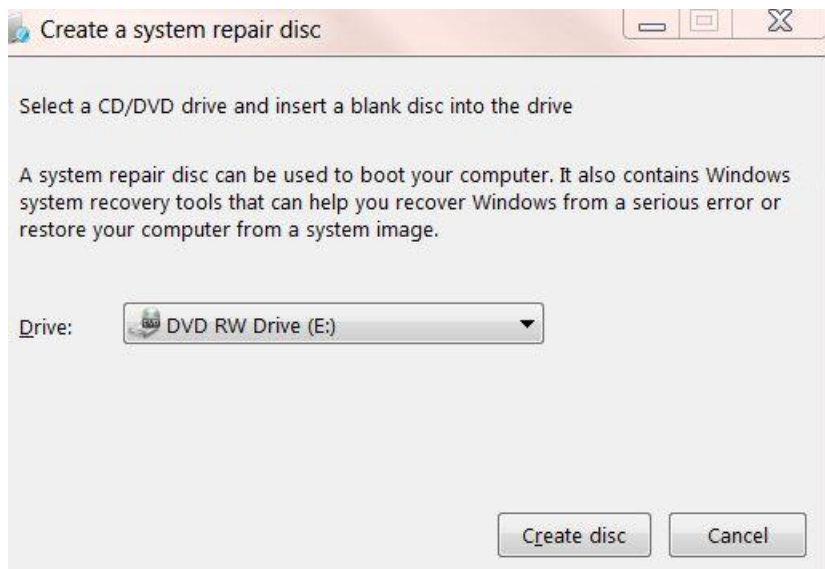 Create a system repair disc
Select a CD/DVD drive and insert a blank disc into the drive
A system repair disc can be used to boot your computer. It also contains Windows
system recovery tools that can help you recover Windows from a serious error or
restore your computer from a system image.
Drive: DVD RW Drive (E:)
Create disc Cancel